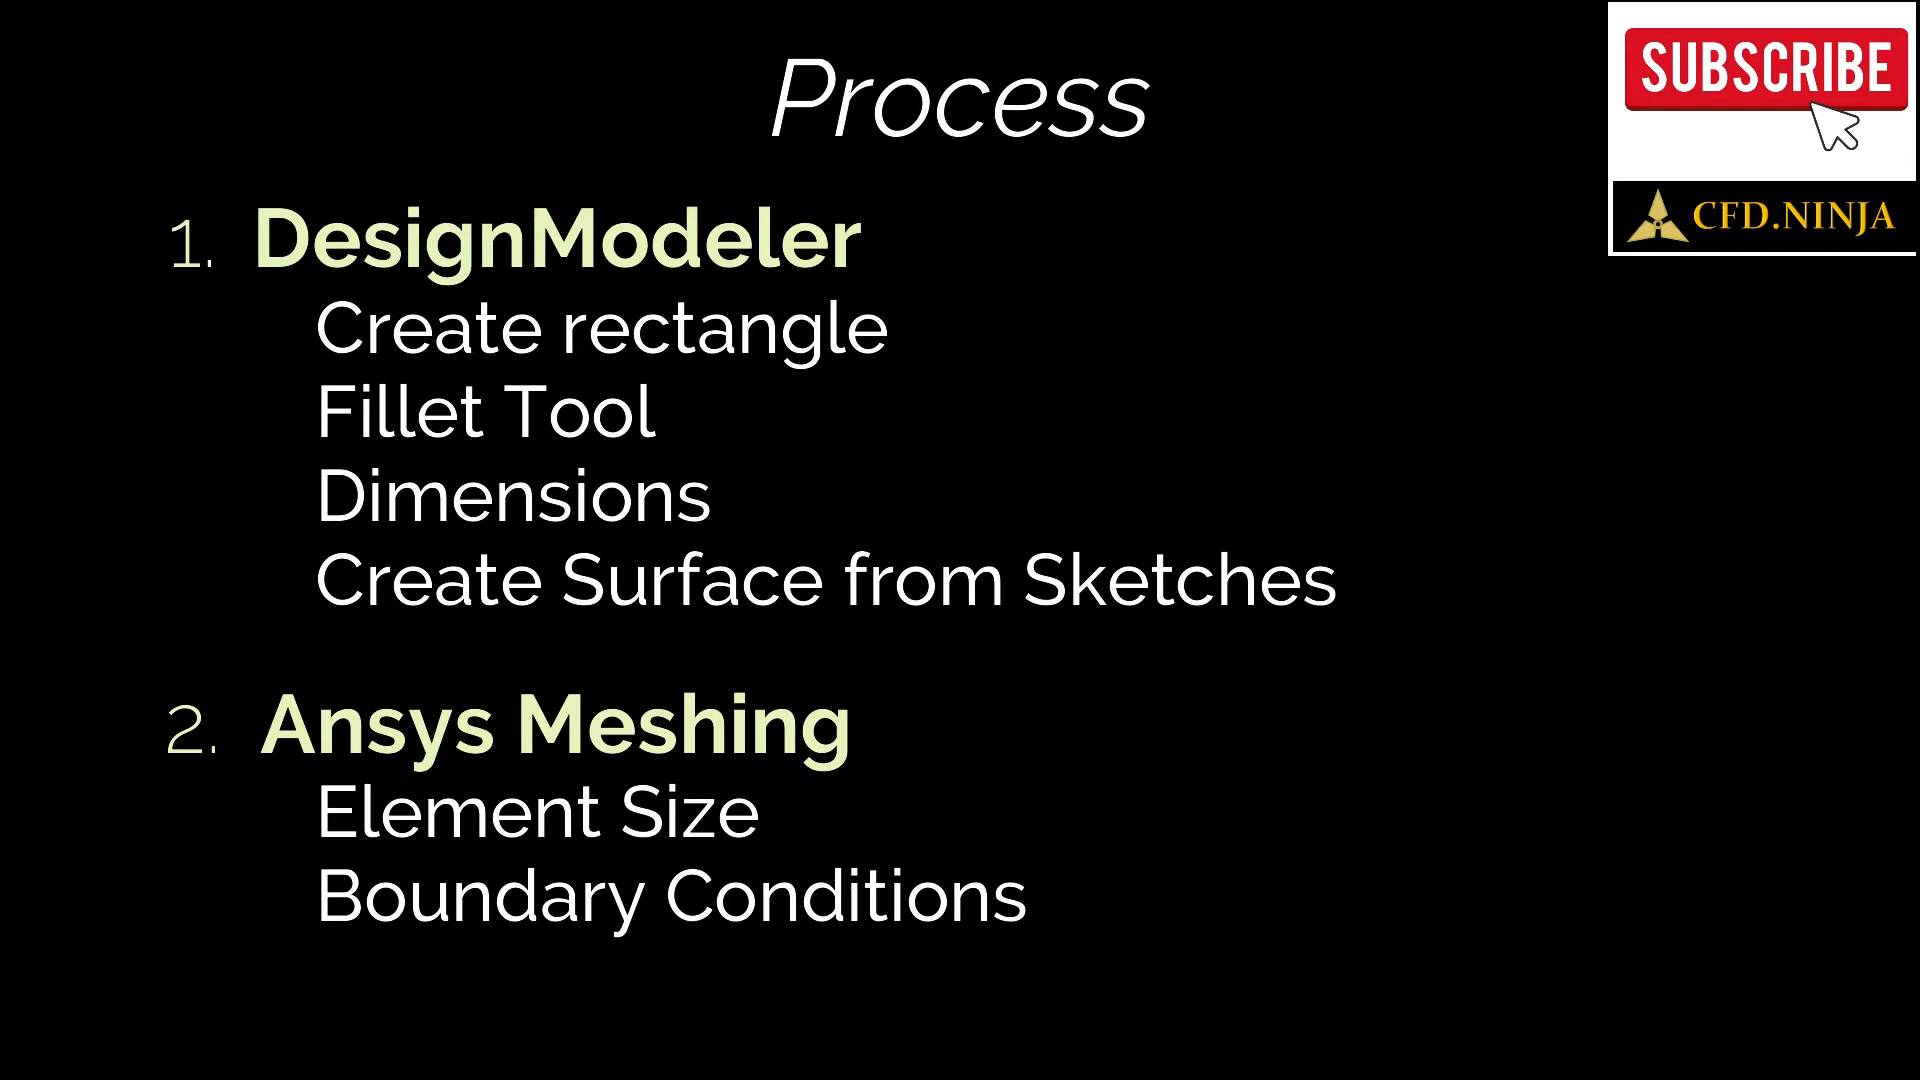 Process
SUBSCRIBE
CFD.NINJA
1. DesignModeler
Create rectangle
Fillet Tool
Dimensions
Create Surface from Sketches
2. Ansys Meshing
Element Size
Boundary Conditions